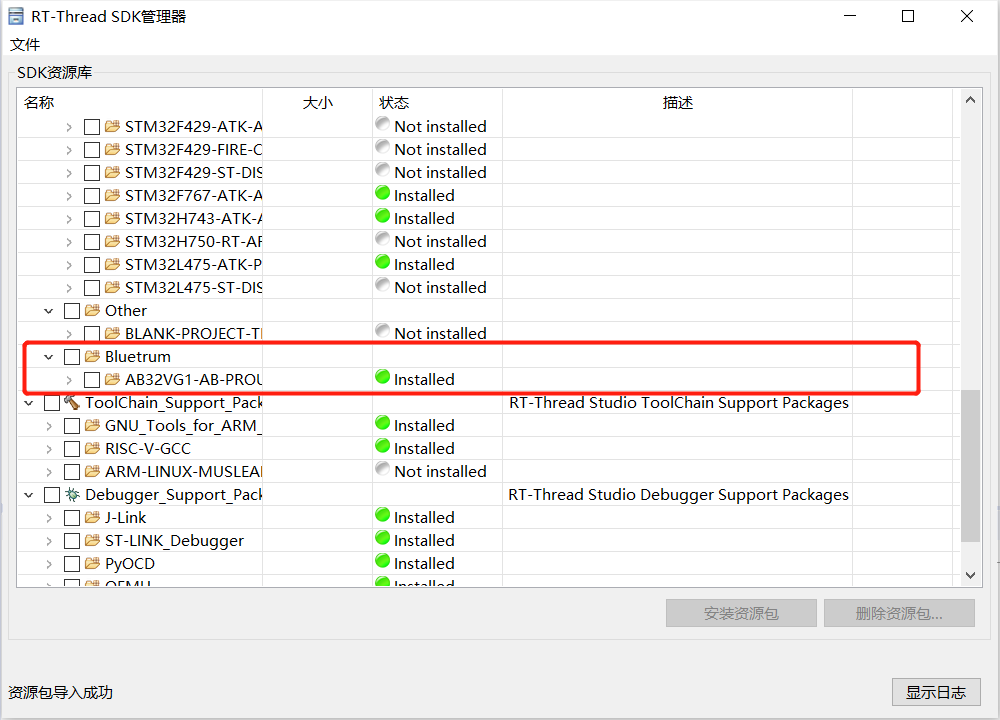 RT-Thread SDK管理器
文件
SDK资源库
名称 大小 状态 描述
STM32F429-ATK-A Not installed
STM32F429-FIRE-C Not installed
STM32F429-ST-DIS Not installed
STM32F767-ATK-A Installed
STM32H743-ATK-A Installed
STM32H750-RT-AR Not installed
STM32L475-ATK-P Installed
STM32L475-ST-DIS Not installed
Other
BLANK-PROJECT-TE Not installed
Bluetrum
AB32VG1-AB-PROU Installed
ToolChain_Support_Pack RT-Thread Studio ToolChain Support Packages
GNU_Tools_for_ARM_ Installed
RISC-V-GCC Installed
ARM-LINUX-MUSLEAI Not installed
Debugger_Support_Pack RT-Thread Studio Debugger Support Packages
J-Link Installed
ST-LINK_Debugger Installed
PyOCD Installed
QEMU Installed
安装资源包 删除资源包...
资源包导入成功 显示日志